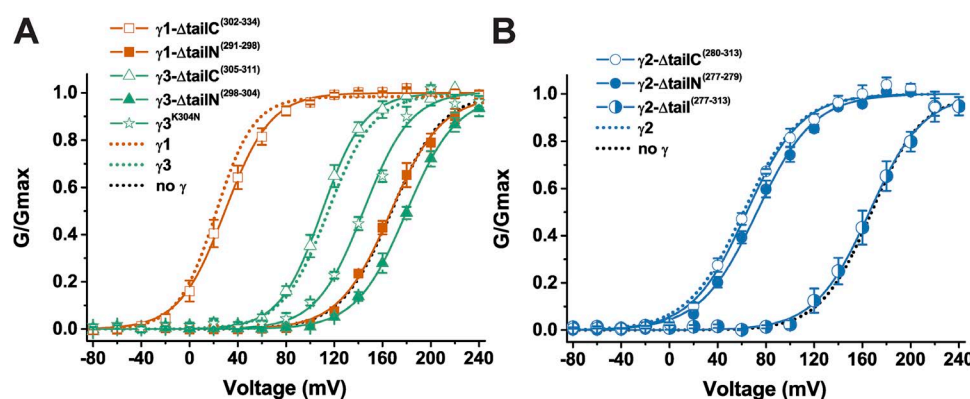 A
γ1-ΔtailC(302-334)
γ1-ΔtailN(291-298)
γ3-ΔtailC(305-311)
γ3-ΔtailN(298-304)
γ3K304N
γ1
γ3
no γ
G/Gmax
1.0
0.8
0.6
0.4
0.2
0.0
-80 -40 0 40 80 120 160 200 240
Voltage (mV)
B
γ2-ΔtailC(280-313)
γ2-ΔtailN(277-279)
γ2-Δtail(277-313)
γ2
no γ
G/Gmax
1.0
0.8
0.6
0.4
0.2
0.0
-80 -40 0 40 80 120 160 200 240
Voltage (mV)